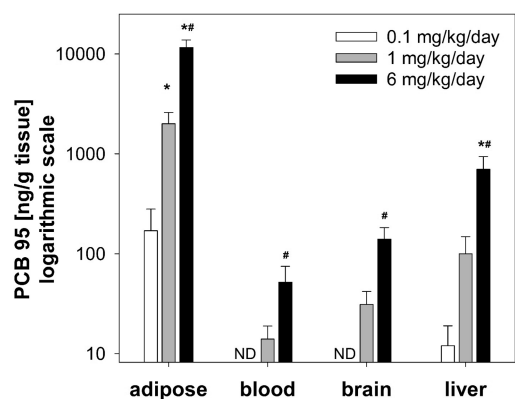 PCB 95 [ng/g tissue]
logarithmic scale
10000
1000
100
10
0.1 mg/kg/day
1 mg/kg/day
6 mg/kg/day
*
*#
#
#
*#
ND
ND
adipose blood brain liver